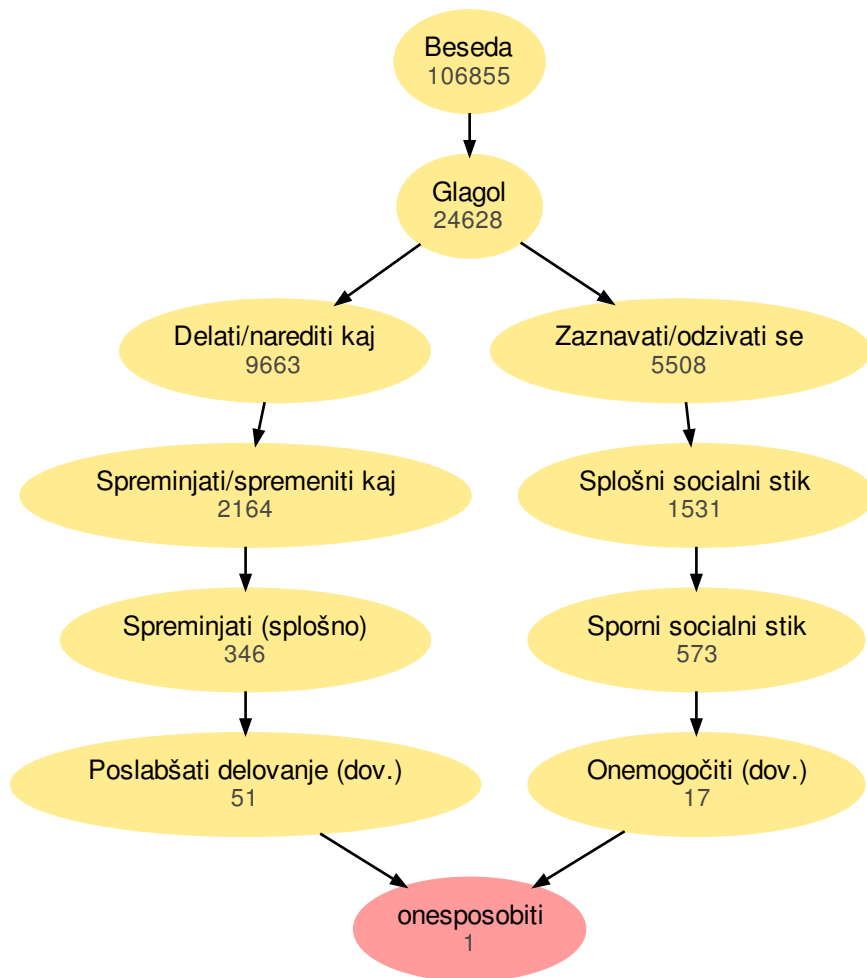 Beseda
106855
Glagol
24628
Delati/narediti kaj
9663
Zaznavati/odzivati se
5508
Spreminjati/spremeniti kaj
2164
Splošni socialni stik
1531
Spreminjati (splošno)
346
Sporni socialni stik
573
Poslabšati delovanje (dov.)
51
Onemogočiti (dov.)
17
onesposobiti
1